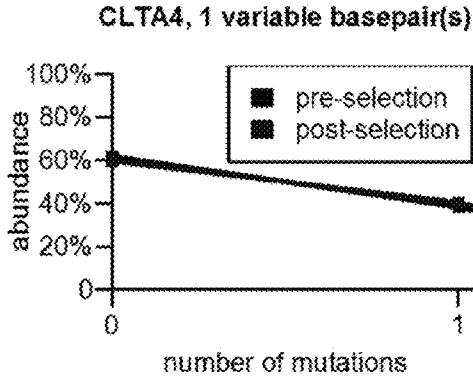 CLTA4, 1 variable basepair(s)
100%
80%
60%
40%
20%
0
abundance
pre-selection
post-selection
0
1
number of mutations